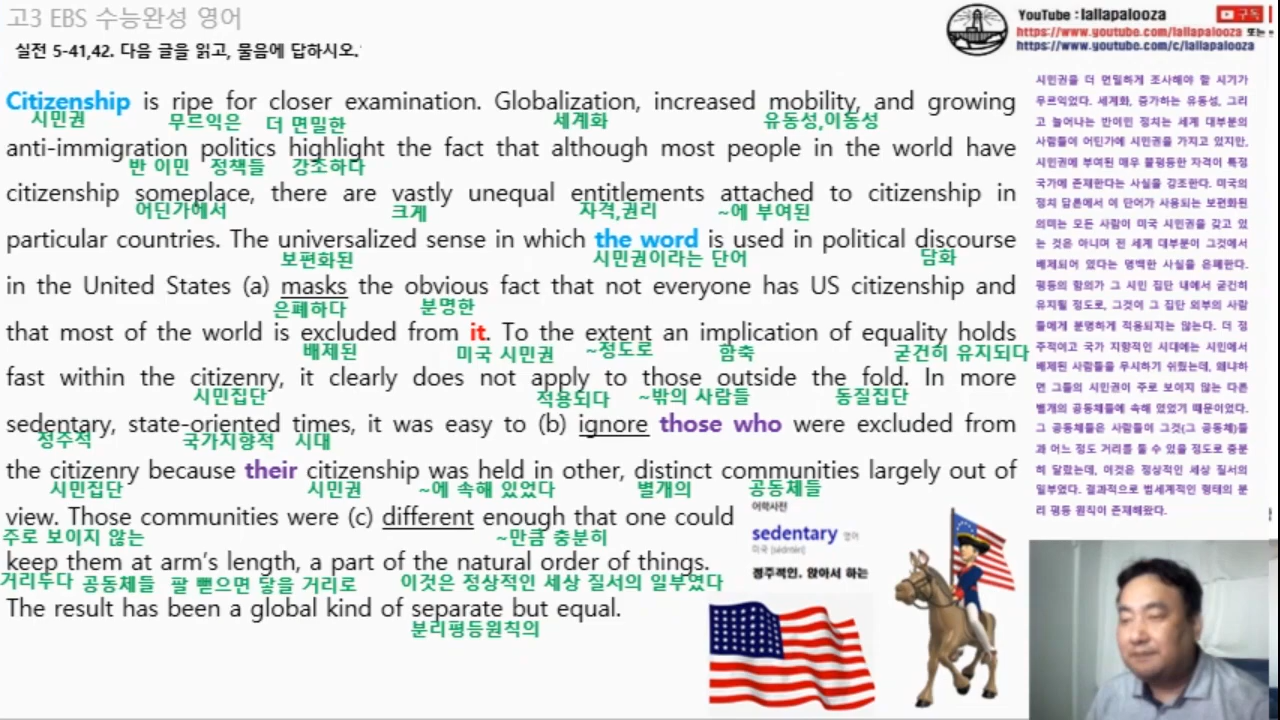 고3 EBS 수능완성 영어
실전 5-41,42. 다음 글을 읽고, 물음에 답하시오.
YouTube : lallapalooza
구독
https://www.youtube.com/lallapalooza 또는
https://www.youtube.com/c/lallapalooza
Citizenship is ripe for closer examination. Globalization, increased mobility, and growing
시민권 무르익은 더 면밀한 세계화 유동성,이동성
anti-immigration politics highlight the fact that although most people in the world have
반 이민 정책들 강조하다
citizenship someplace, there are vastly unequal entitlements attached to citizenship in
어딘가에서 크게 자격,권리 ~에 부여된
particular countries. The universalized sense in which the word is used in political discourse
보편화된 시민권이라는 단어 담화
in the United States (a) masks the obvious fact that not everyone has US citizenship and
은폐하다 분명한
that most of the world is excluded from it. To the extent an implication of equality holds
배제된 미국 시민권 ~정도로 함축 굳건히 유지되다
fast within the citizenry, it clearly does not apply to those outside the fold. In more
시민집단 적용되다 ~밖의 사람들 동질집단
sedentary, state-oriented times, it was easy to (b) ignore those who were excluded from
정주적 국가지향적 시대
the citizenry because their citizenship was held in other, distinct communities largely out of
시민집단 시민권 ~에 속해 있었다 별개의 공동체들
view. Those communities were (c) different enough that one could
주로 보이지 않는 ~만큼 충분히
keep them at arm's length, a part of the natural order of things.
거리두다 공동체들 팔 뻗으면 닿을 거리로 이것은 정상적인 세상 질서의 일부였다
The result has been a global kind of separate but equal.
분리평등원칙의
어학사전
sedentary 영어
미국 [sédntèri]
정주적인, 앉아서 하는
시민권을 더 면밀하게 조사해야 할 시기가
무르익었다. 세계화, 증가하는 유동성, 그리
고 늘어나는 반이민 정치는 세계 대부분의
사람들이 어딘가에 시민권을 가지고 있지만,
시민권에 부여된 매우 불평등한 자격이 특정
국가에 존재한다는 사실을 강조한다. 미국의
정치 담론에서 이 단어가 사용되는 보편화된
의미는 모든 사람이 미국 시민권을 갖고 있
는 것은 아니며 전 세계 대부분이 그것에서
배제되어 있다는 명백한 사실을 은폐한다.
평등의 함의가 그 시민 집단 내에서 굳건히
유지될 정도로, 그것이 그 집단 외부의 사람
들에게 분명하게 적용되지는 않는다. 더 정
주적이고 국가 지향적인 시대에는 시민에서
배제된 사람들을 무시하기 쉬웠는데, 왜냐하
면 그들의 시민권이 주로 보이지 않는 다른
별개의 공동체들에 속해 있었기 때문이었다.
그 공동체들은 사람들이 그것(그 공동체)들
과 어느 정도 거리를 둘 수 있을 정도로 충분
히 달랐는데, 이것은 정상적인 세상 질서의
일부였다. 결과적으로 범세계적인 형태의 분
리 평등 원칙이 존재해왔다.